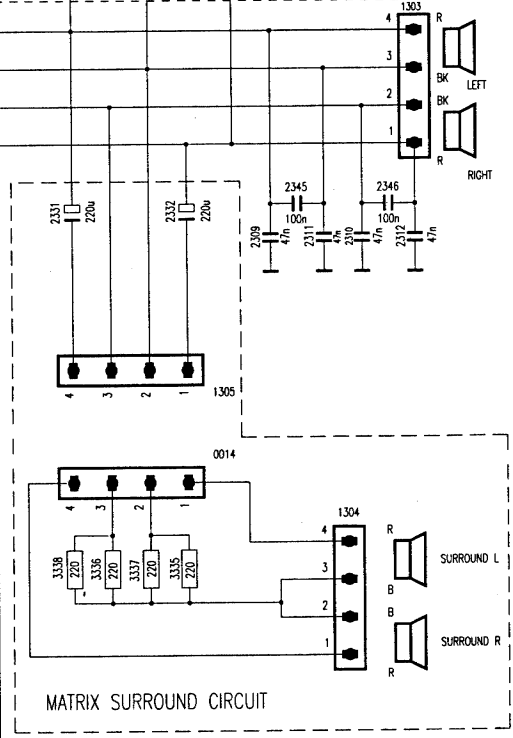 1303
4
R
3
BK
LEFT
2
BK
1
R
RIGHT
2331
220u
2332
220u
2345
100n
2346
100n
2309
47n
2311
47n
2310
47n
2312
47n
4
3
2
1
1305
0014
4
3
2
1
3338
220
3336
220
3337
220
3335
220
1304
4
R
3
B
SURROUND L
2
B
1
R
SURROUND R
MATRIX SURROUND CIRCUIT